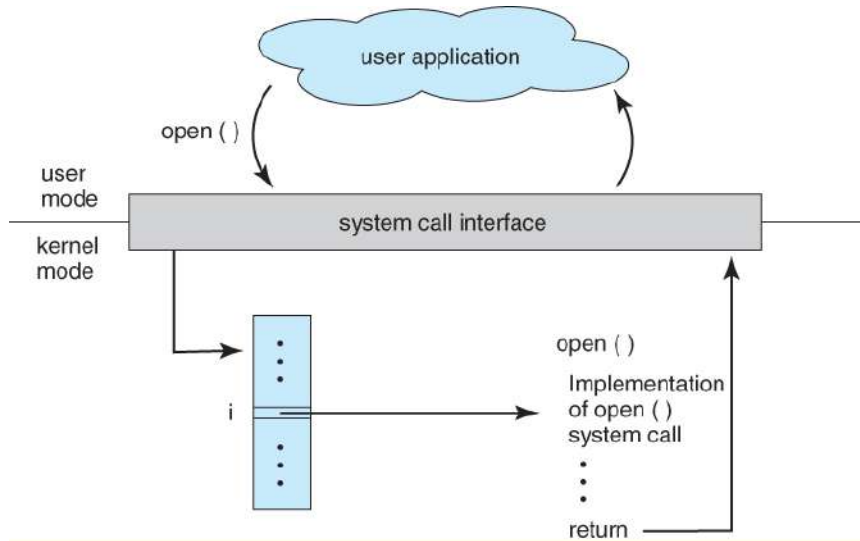 user application
open ( )
user
mode
system call interface
kernel
mode
open ( )
Implementation
of open ( )
system call
i
return